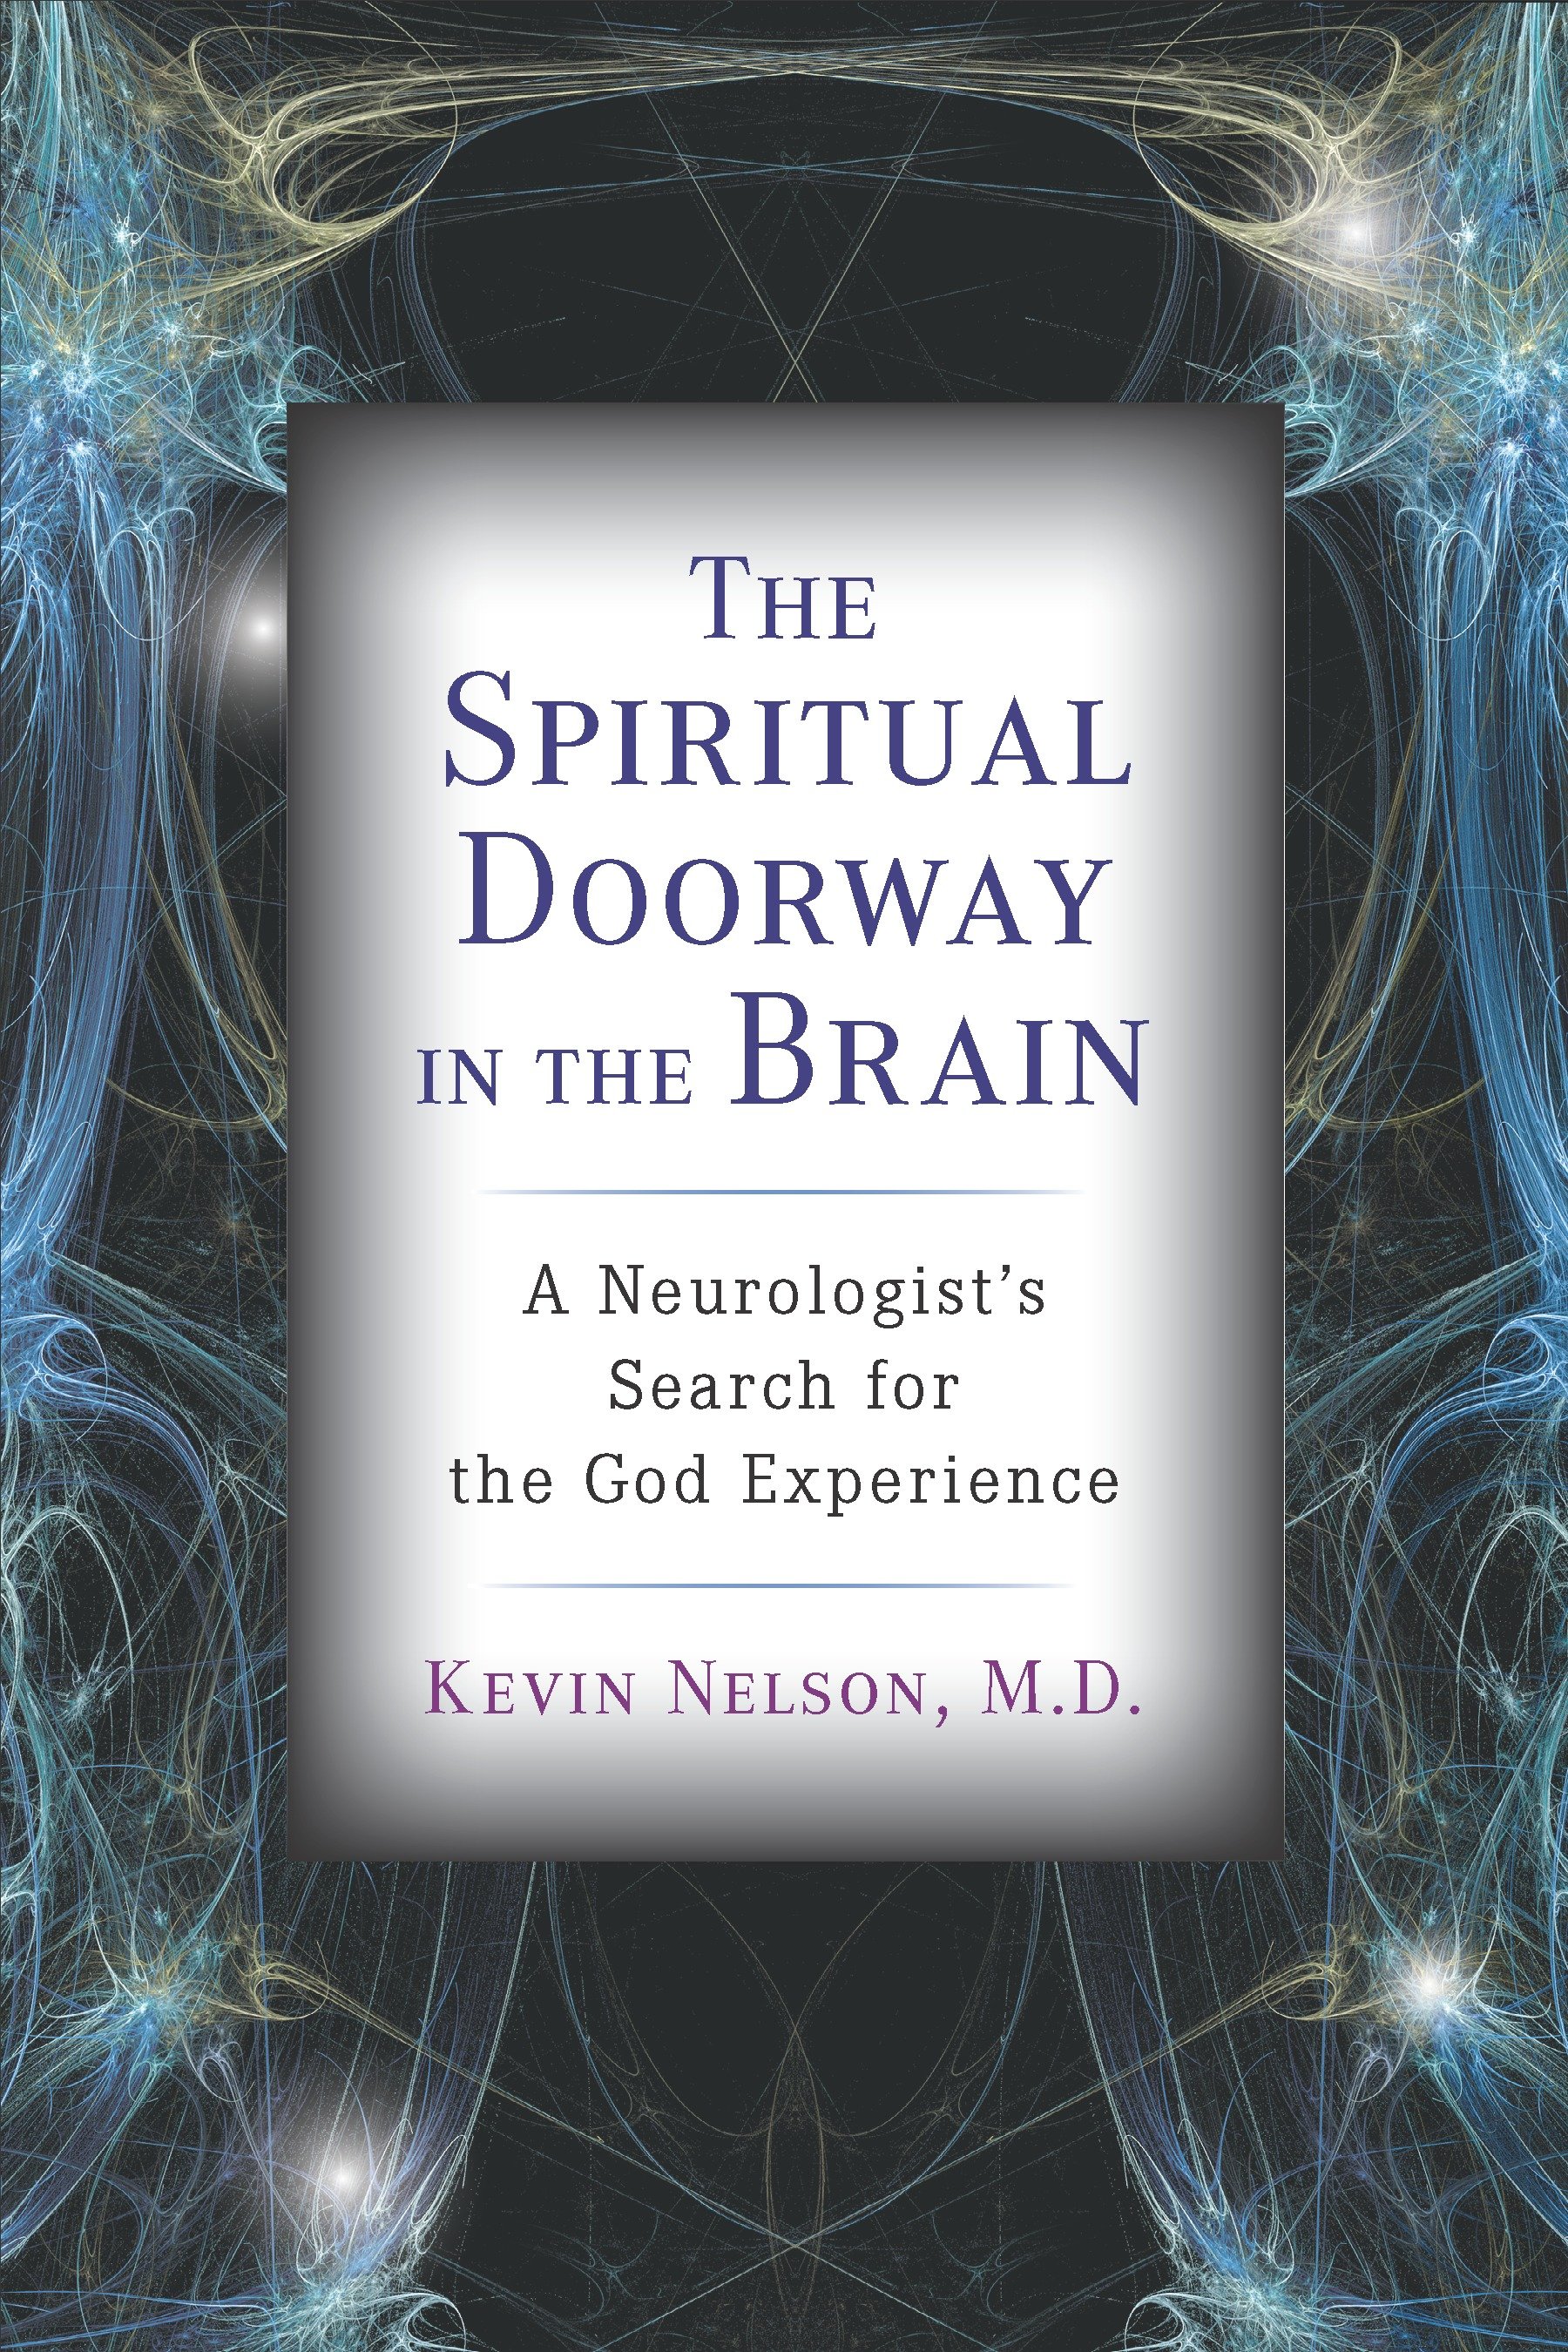 The
Spiritual
Doorway
in the Brain
A Neurologist’s
Search for
the God Experience
Kevin Nelson, M.D.